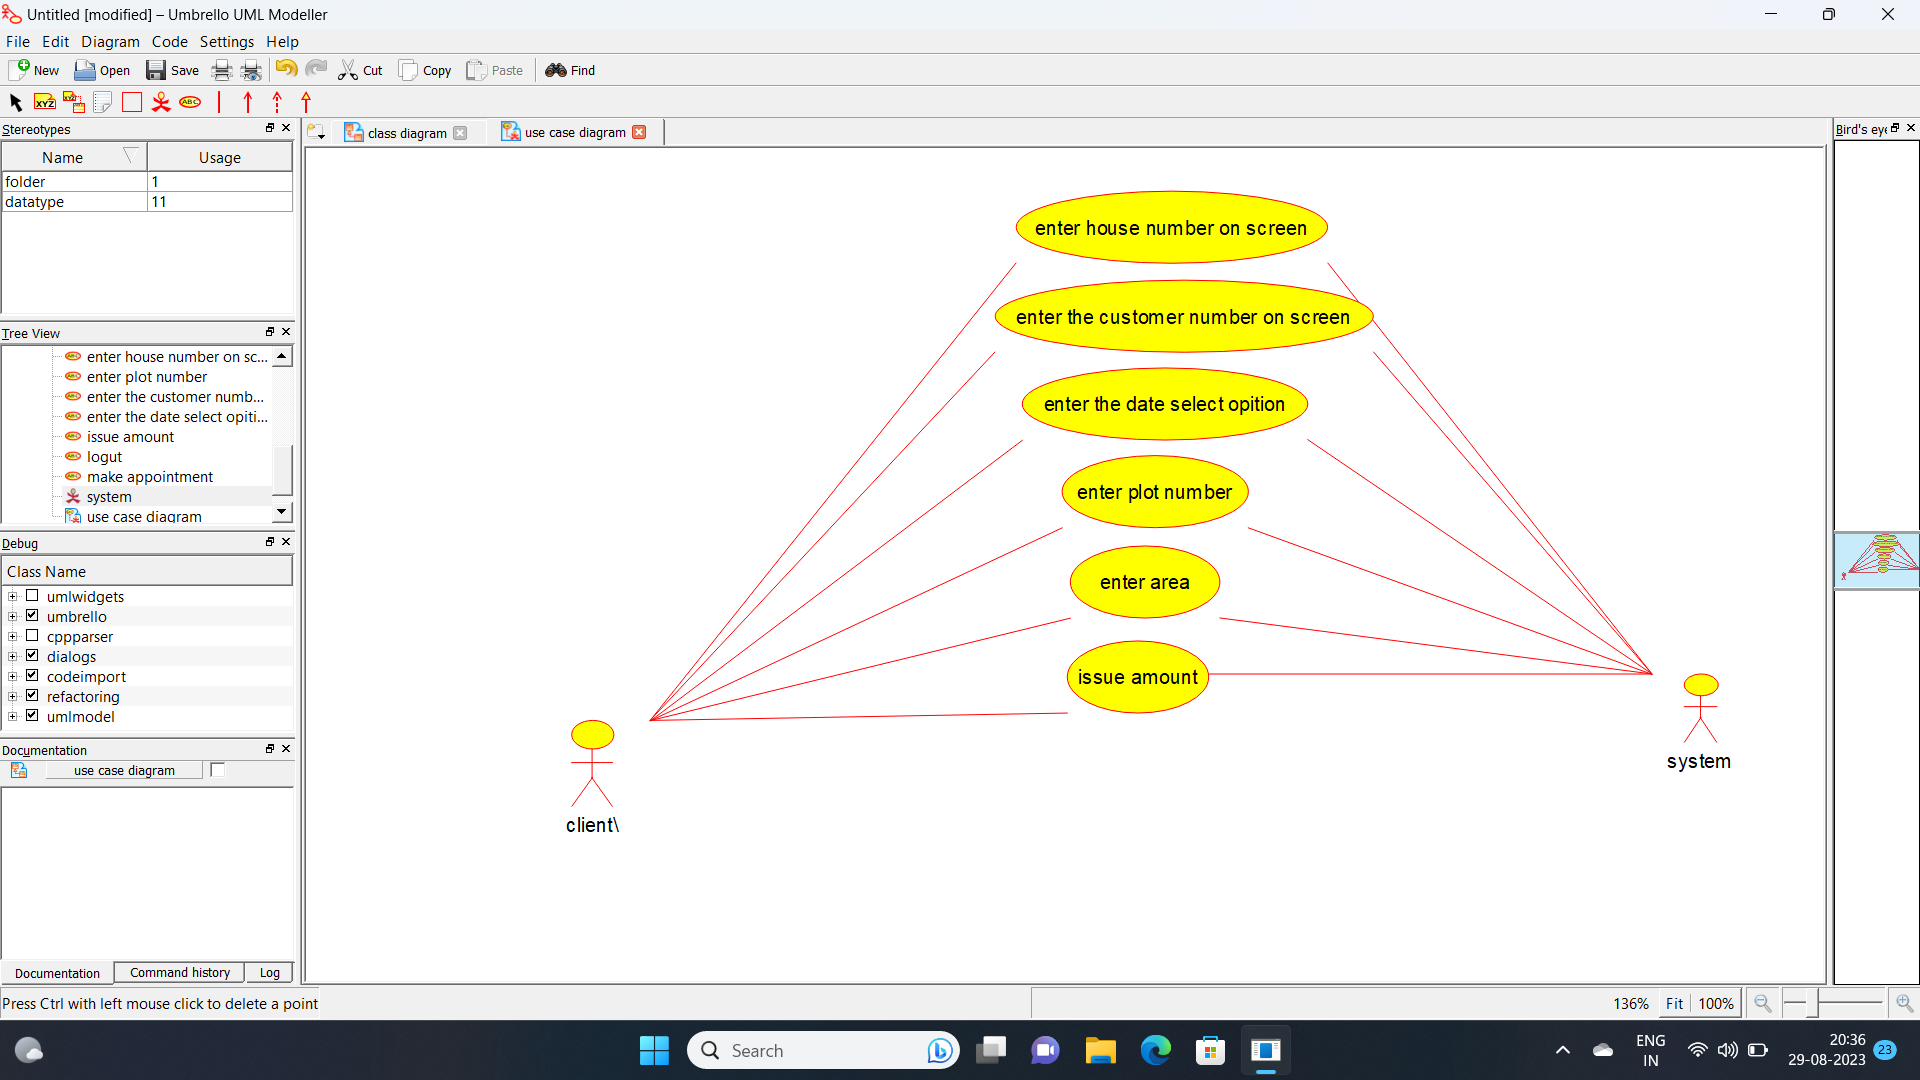 Untitled [modified] – Umbrello UML Modeller
File Edit Diagram Code Settings Help
New Open Save Cut Copy Paste Find
XYZ XYZ ABC
Stereotypes
Name Usage
folder 1
datatype 11
Tree View
enter house number on sc...
enter plot number
enter the customer numb...
enter the date select opiti...
issue amount
logut
make appointment
system
use case diagram
Debug
Class Name
umlwidgets
umbrello
cppparser
dialogs
codeimport
refactoring
umlmodel
Documentation
use case diagram
Documentation Command history Log
Press Ctrl with left mouse click to delete a point
class diagram use case diagram
enter house number on screen
enter the customer number on screen
enter the date select opition
enter plot number
enter area
issue amount
client\
system
Bird's eye
136% Fit 100%
Search
ENG
IN
20:36
29-08-2023
23